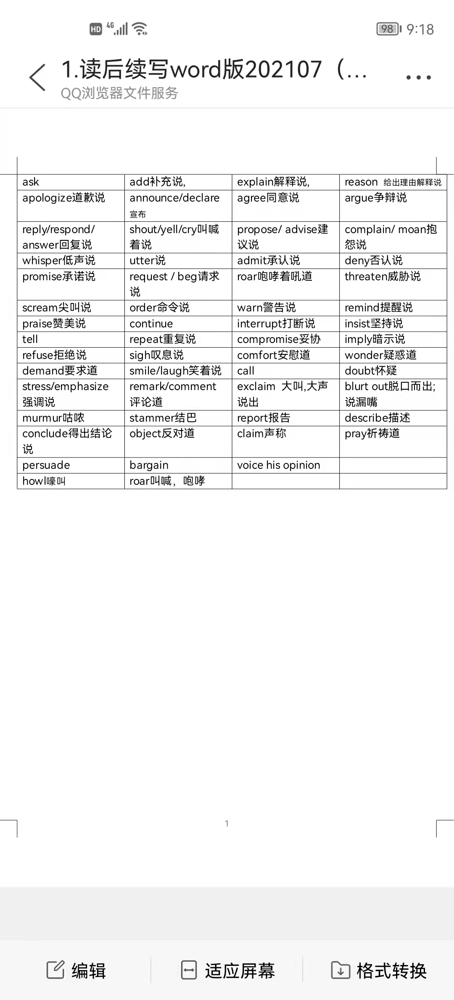 HD 4G 98 9:18
1.读后续写word版202107（...
QQ浏览器文件服务
ask add补充说, explain解释说, reason 给出理由解释说
apologize道歉说 announce/declare agree同意说 argue争辩说
宣布
reply/respond/ shout/yell/cry叫喊 propose/ advise建 complain/ moan抱
answer回复说 着说 议说 怨说
whisper低声说 utter说 admit承认说 deny否认说
promise承诺说 request / beg请求 roar咆哮着吼道 threaten威胁说
说
scream尖叫说 order命令说 warn警告说 remind提醒说
praise赞美说 continue interrupt打断说 insist坚持说
tell repeat重复说 compromise妥协 imply暗示说
refuse拒绝说 sigh叹息说 comfort安慰道 wonder疑惑道
demand要求道 smile/laugh笑着说 call doubt怀疑
stress/emphasize remark/comment exclaim 大叫,大声 blurt out脱口而出;
强调说 评论道 说出 说漏嘴
murmur咕哝 stammer结巴 report报告 describe描述
conclude得出结论 object反对道 claim声称 pray祈祷道
说
persuade bargain voice his opinion
howl嚎叫 roar叫喊，咆哮
1
编辑 适应屏幕 格式转换